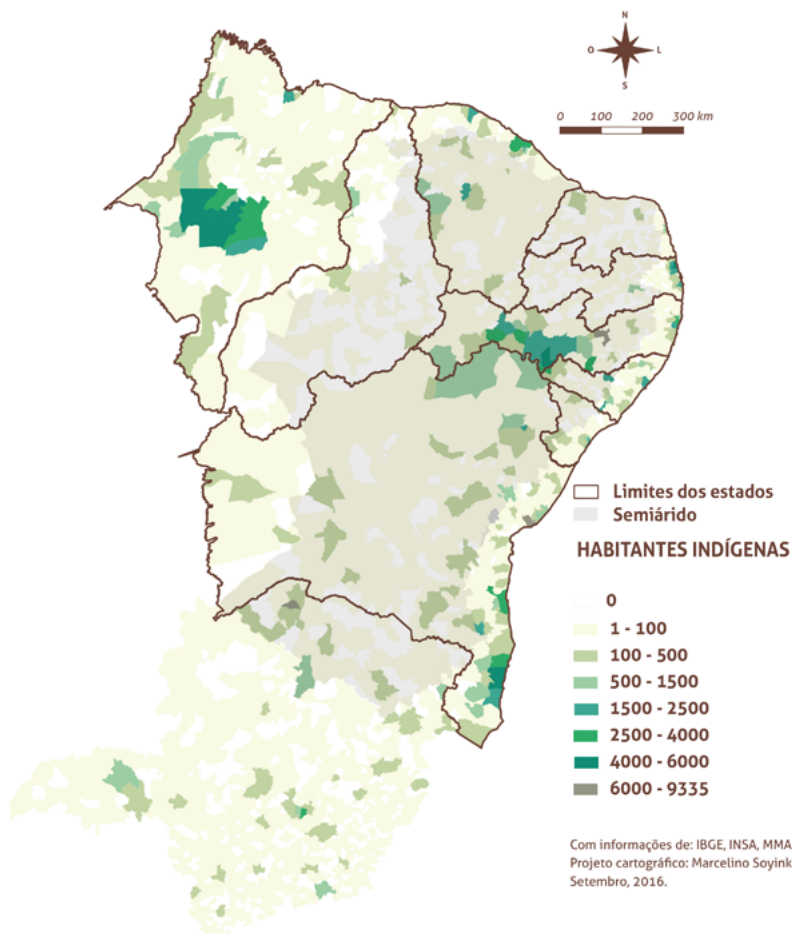 N
O
L
S
0 100 200 300 km
Limites dos estados
Semiárido
HABITANTES INDÍGENAS
0
1 - 100
100 - 500
500 - 1500
1500 - 2500
2500 - 4000
4000 - 6000
6000 - 9335
Com informações de: IBGE, INSA, MMA
Projeto cartográfico: Marcelino Soyink
Setembro, 2016.